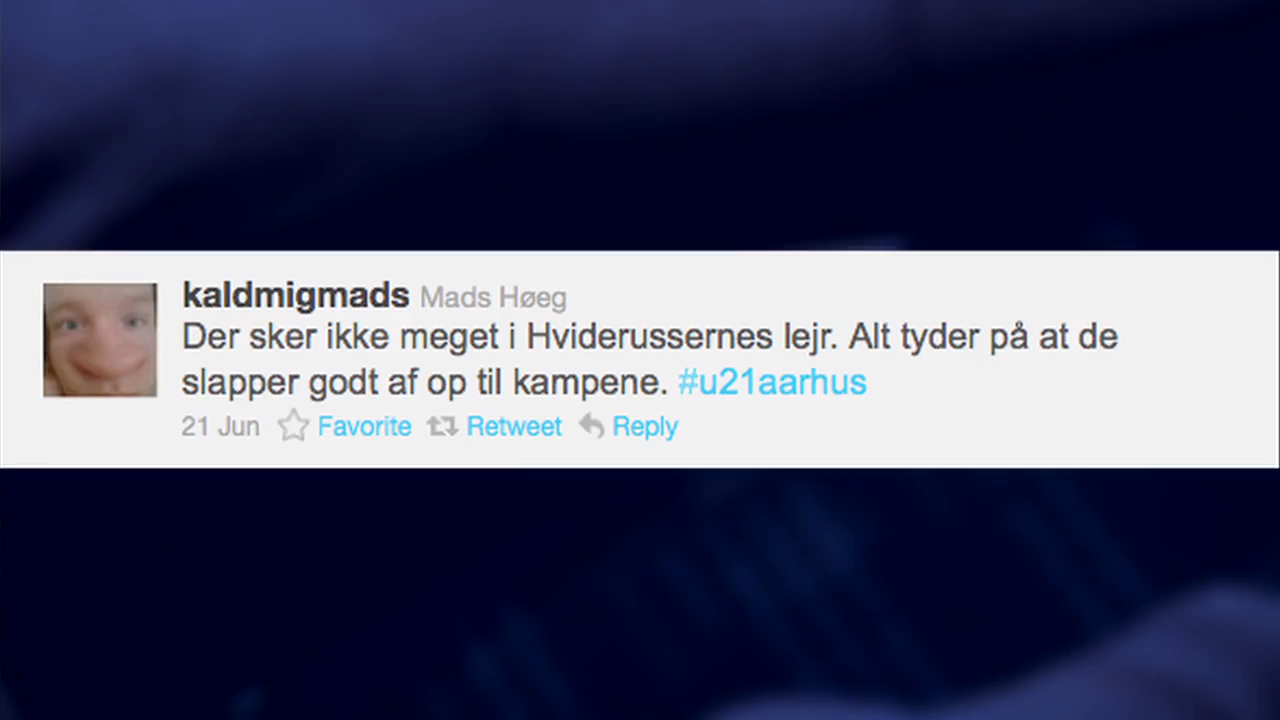 kaldmigmads Mads Høeg
Der sker ikke meget i Hviderussernes lejr. Alt tyder på at de
slapper godt af op til kampene. #u21aarhus
21 Jun Favorite Retweet Reply